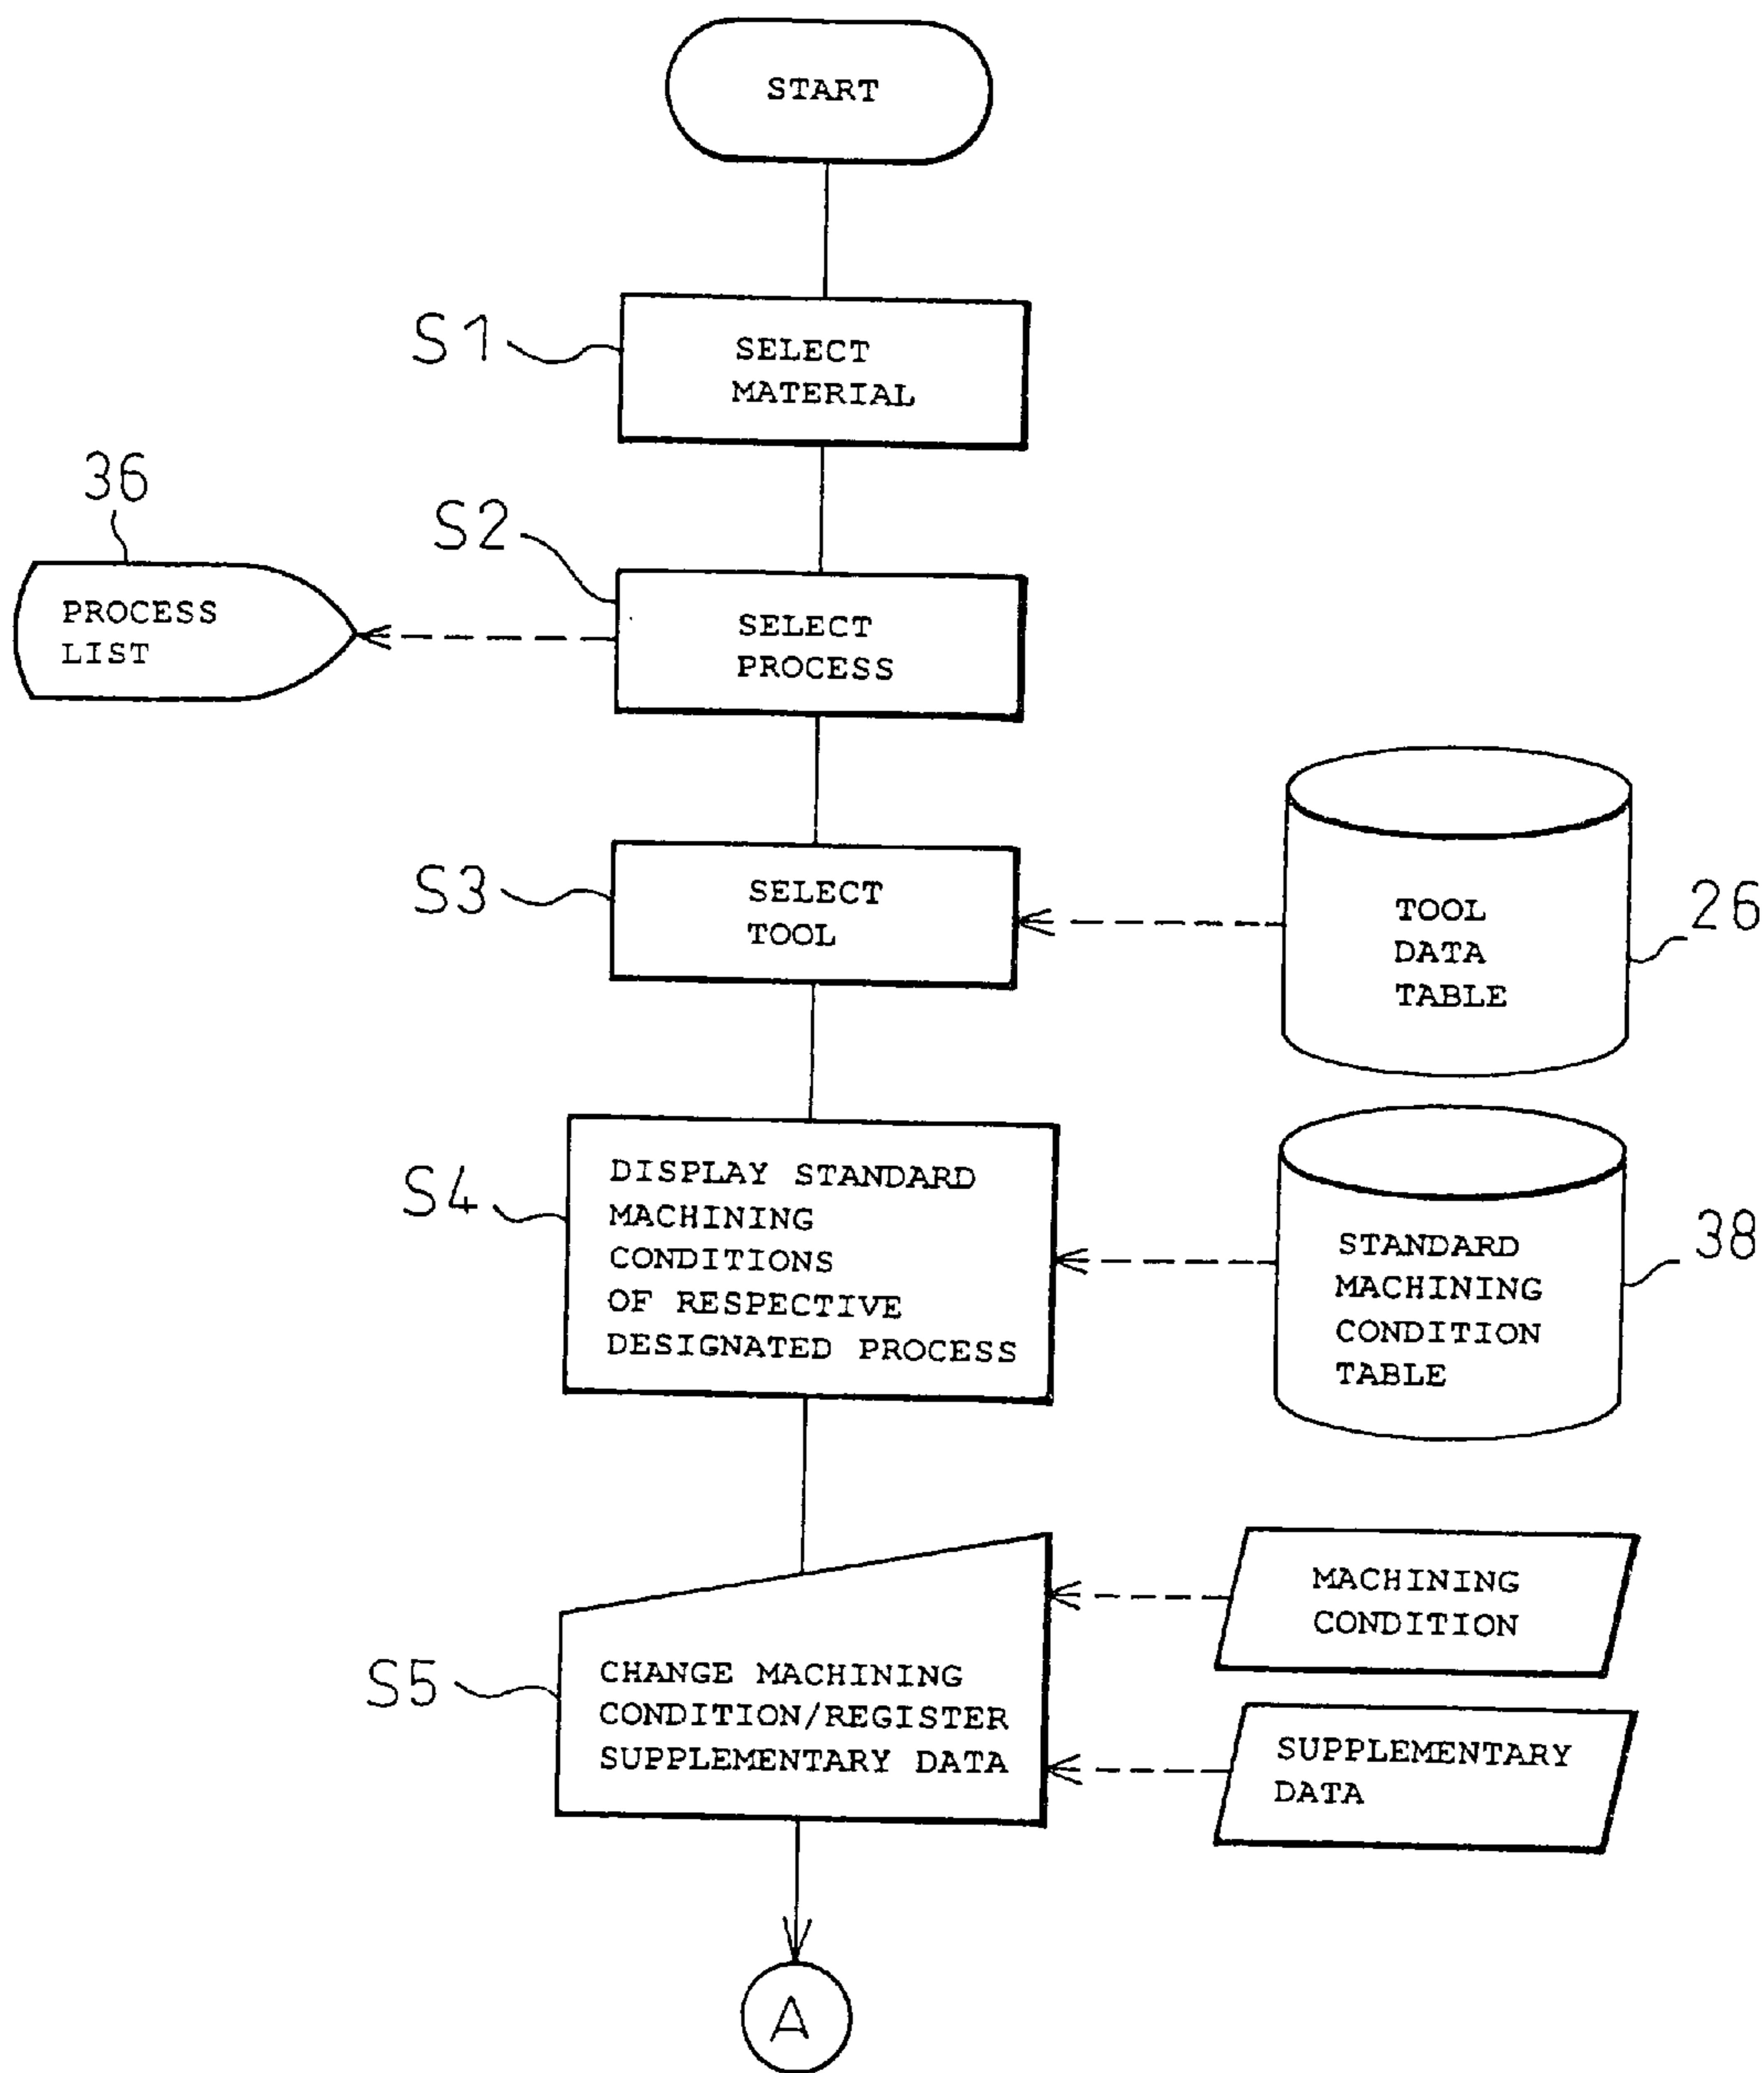 START
S1
SELECT
MATERIAL
36
S2
PROCESS
LIST
SELECT
PROCESS
S3
SELECT
TOOL
TOOL
DATA
TABLE
26
S4
DISPLAY STANDARD
MACHINING
CONDITIONS
OF RESPECTIVE
DESIGNATED PROCESS
STANDARD
MACHINING
CONDITION
TABLE
38
S5
CHANGE MACHINING
CONDITION/REGISTER
SUPPLEMENTARY DATA
MACHINING
CONDITION
SUPPLEMENTARY
DATA
A